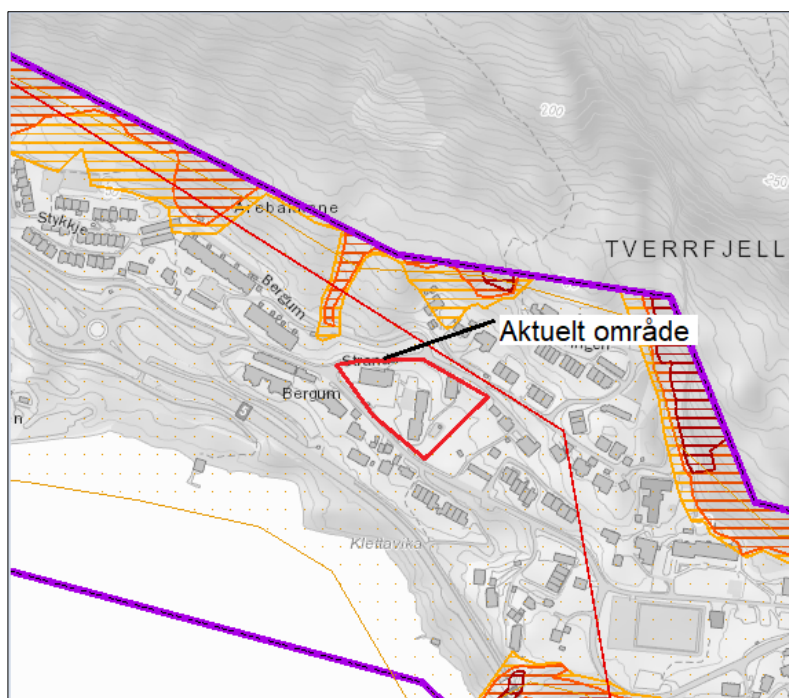 200
250
Årebakkane
TVERRFJELL
Stykkje
Bergum
Aktuelt område
Bergum
5
n
Klettavika